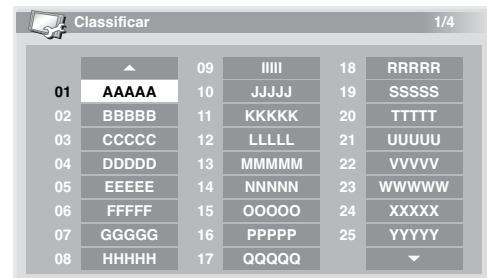 Classificar 1/4
01 AAAAA
02 BBBBB
03 CCCCC
04 DDDDD
05 EEEEE
06 FFFFF
07 GGGGG
08 HHHHH
09 IIIII
10 JJJJJ
11 KKKKK
12 LLLLL
13 MMMMM
14 NNNNN
15 OOOOO
16 PPPPP
17 QQQQQ
18 RRRRR
19 SSSSS
20 TTTTT
21 UUUUU
22 VVVVV
23 WWWWW
24 XXXXX
25 YYYYY